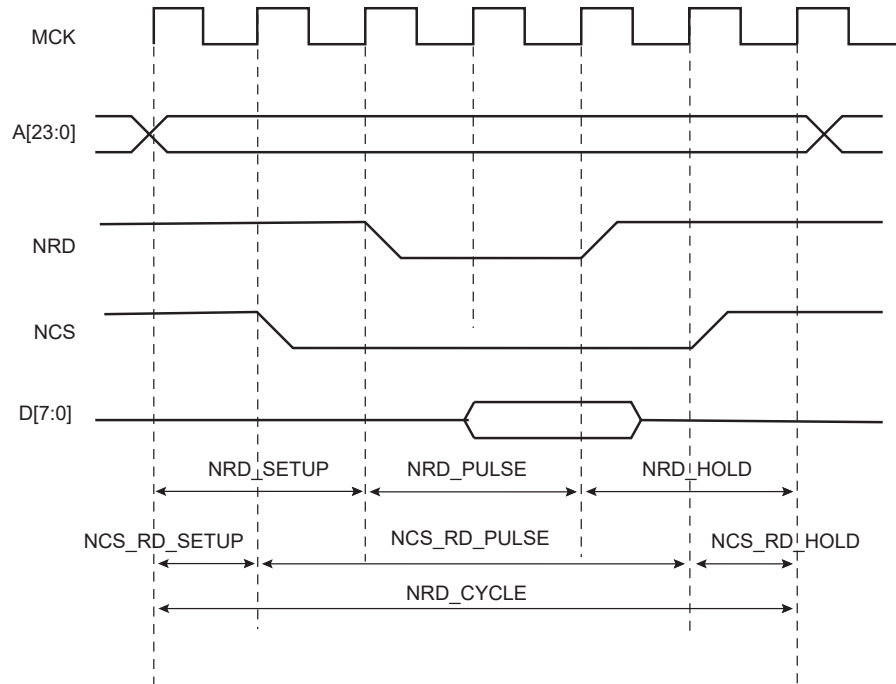 MCK
A[23:0]
NRD
NCS
D[7:0]
NRD_SETUP
NRD_PULSE
NRD_HOLD
NCS_RD_SETUP
NCS_RD_PULSE
NCS_RD_HOLD
NRD_CYCLE